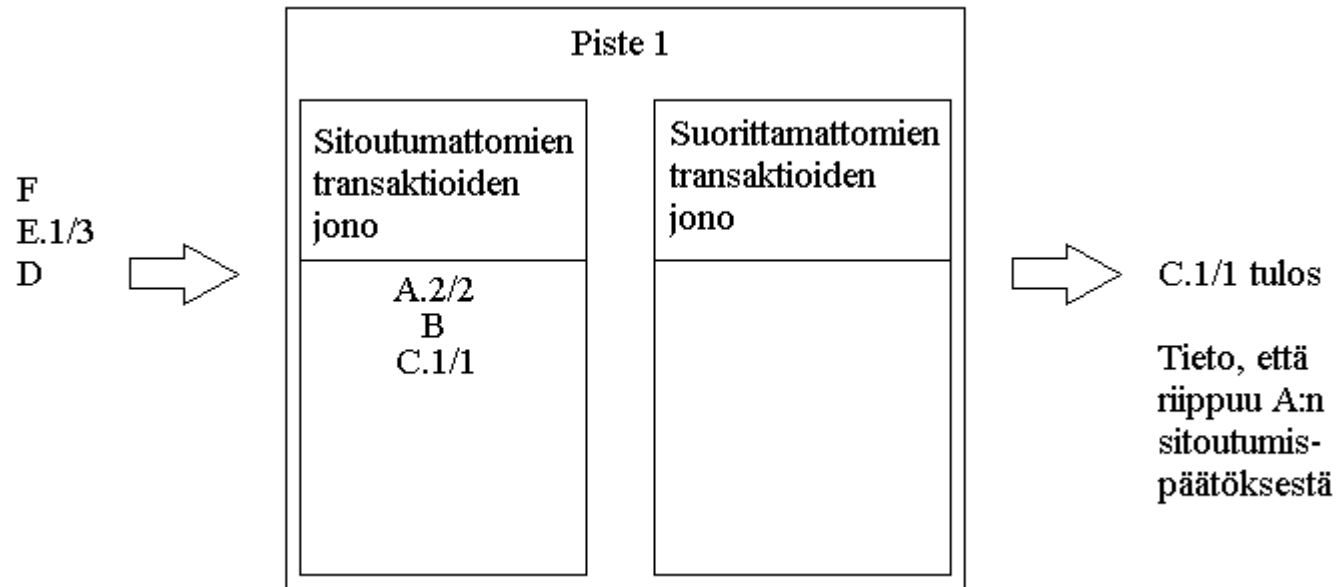 Piste 1
F
E.1/3
D
Sitoutumattomien
transaktioiden
jono
A.2/2
B
C.1/1
Suorittamattomien
transaktioiden
jono
C.1/1 tulos
Tieto, että
riippuu A:n
sitoutumis-
päätöksestä